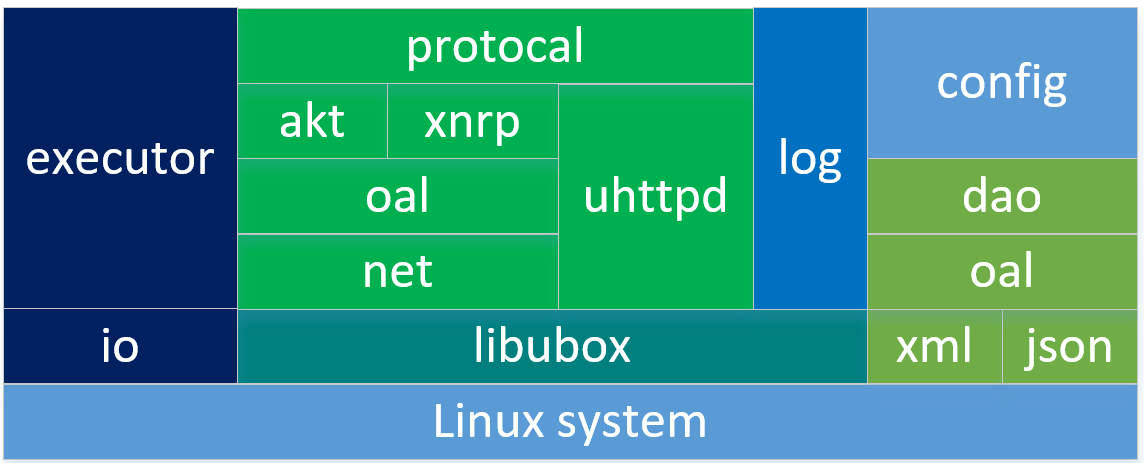 protocal
config
akt
xnrp
executor
log
oal
uhttpd
dao
net
oal
io
libubox
xml
json
Linux system